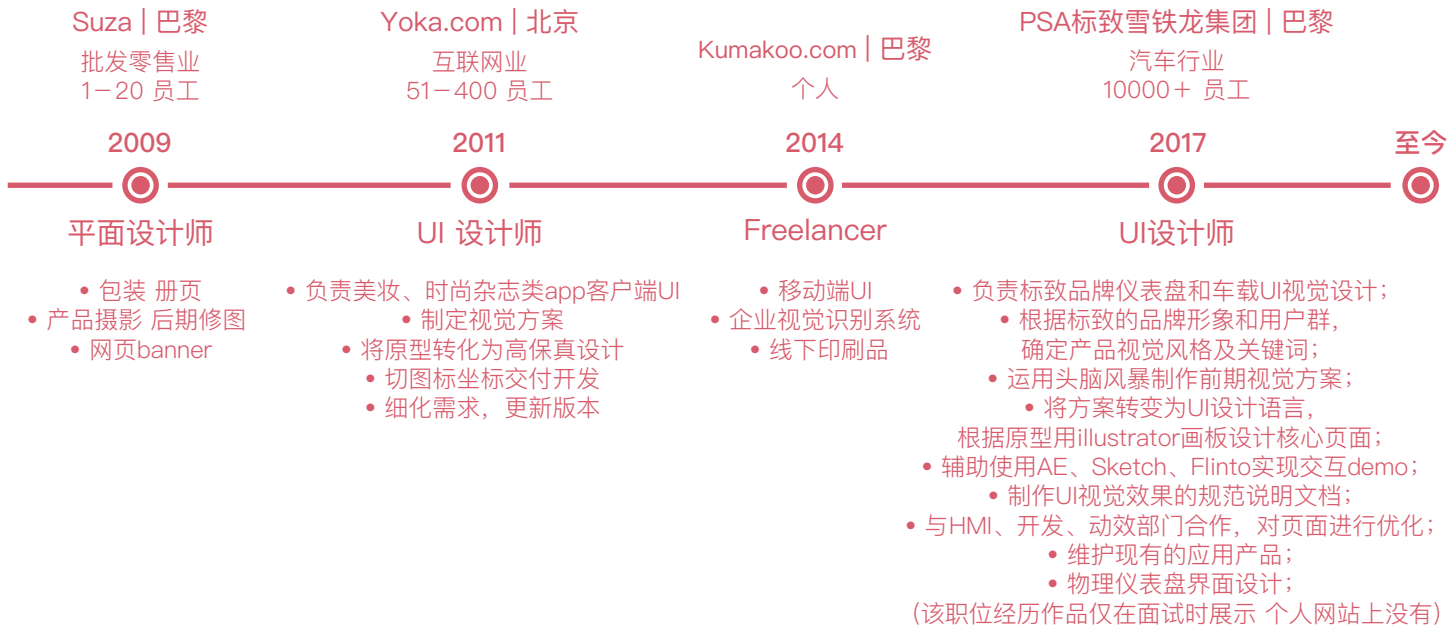 Suza | 巴黎
批发零售业
1－20 员工
2009
平面设计师
• 包装 册页
• 产品摄影 后期修图
• 网页banner
Yoka.com | 北京
互联网业
51－400 员工
2011
UI 设计师
• 负责美妆、时尚杂志类app客户端UI
• 制定视觉方案
• 将原型转化为高保真设计
• 切图标坐标交付开发
• 细化需求，更新版本
Kumakoo.com | 巴黎
个人
2014
Freelancer
• 移动端UI
• 企业视觉识别系统
• 线下印刷品
PSA标致雪铁龙集团 | 巴黎
汽车行业
10000＋ 员工
2017
UI设计师
• 负责标致品牌仪表盘和车载UI视觉设计；
• 根据标致的品牌形象和用户群，
确定产品视觉风格及关键词；
• 运用头脑风暴制作前期视觉方案；
• 将方案转变为UI设计语言，
根据原型用illustrator画板设计核心页面；
• 辅助使用AE、Sketch、Flinto实现交互demo；
• 制作UI视觉效果的规范说明文档；
• 与HMI、开发、动效部门合作，对页面进行优化；
• 维护现有的应用产品；
• 物理仪表盘界面设计；
(该职位经历作品仅在面试时展示 个人网站上没有)
至今